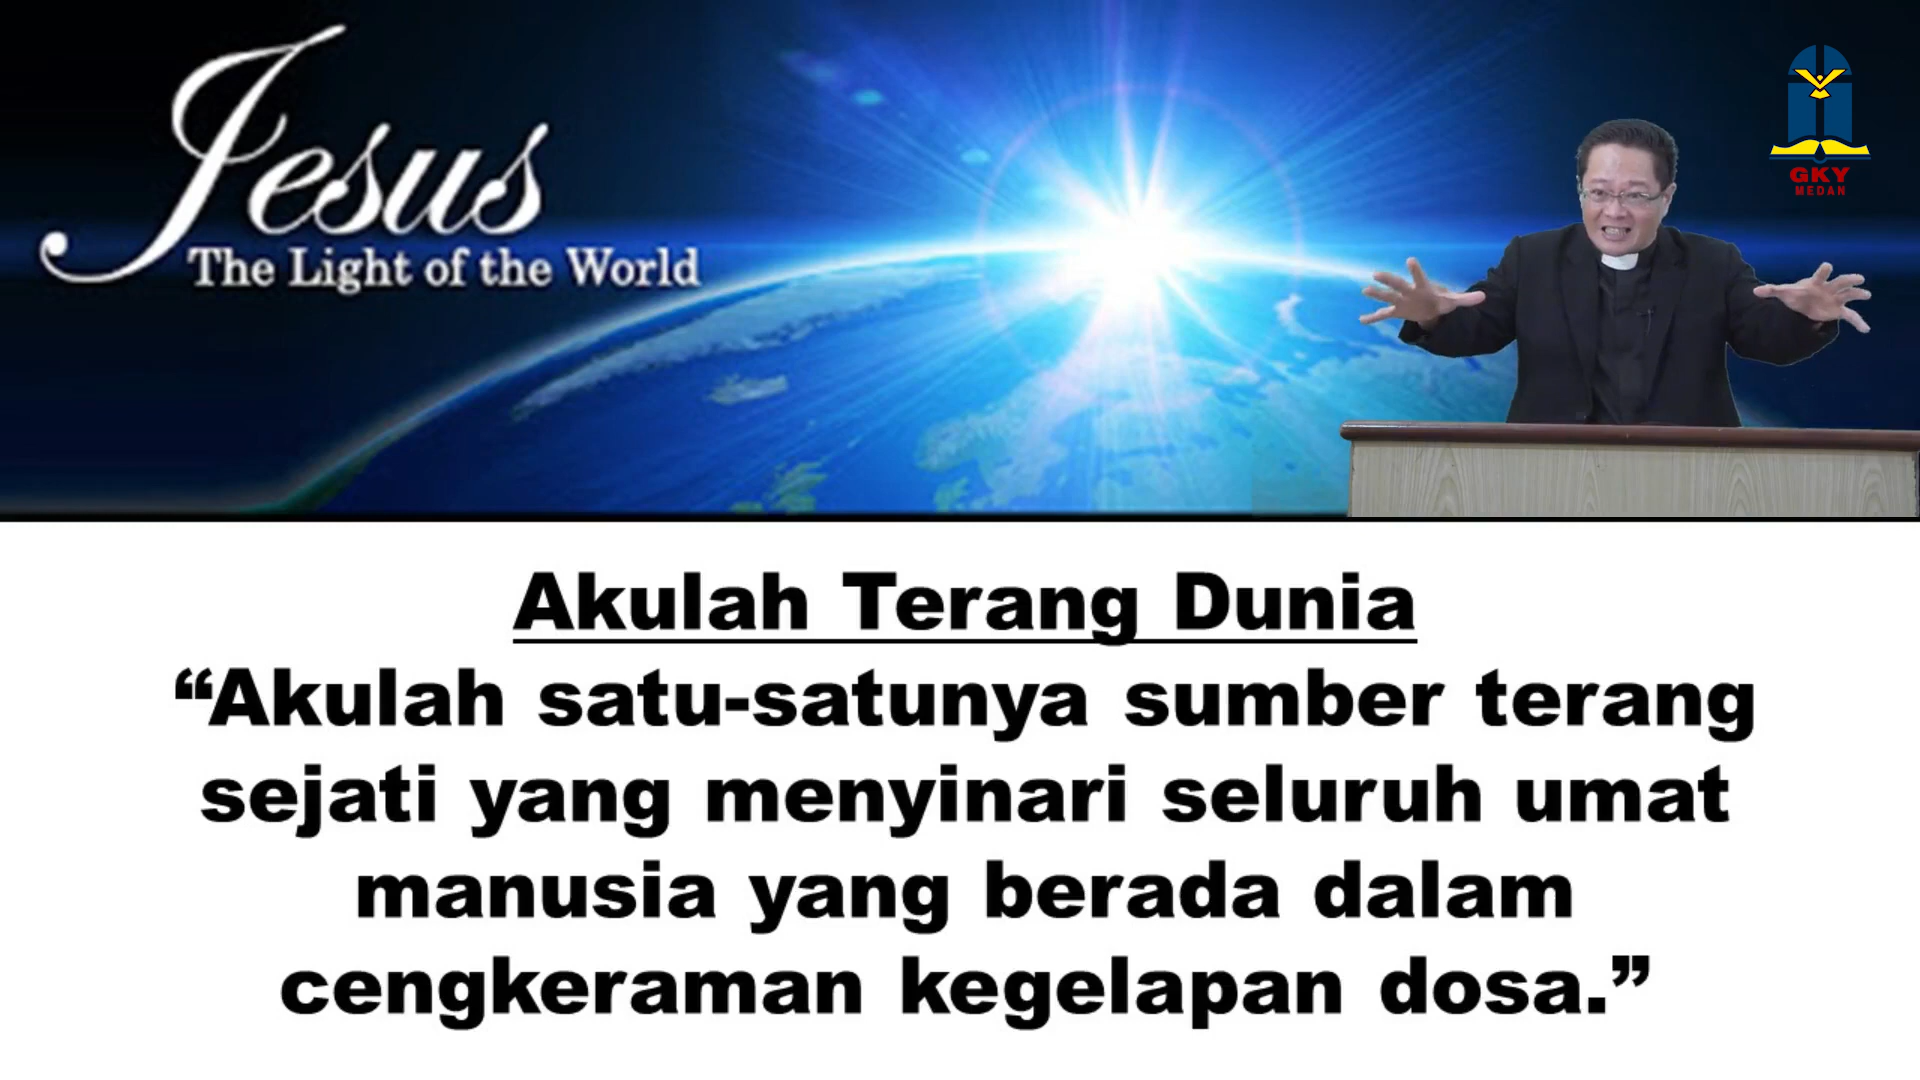 Jesus
The Light of the World
GKY
MEDAN
Akulah Terang Dunia
“Akulah satu-satunya sumber terang
sejati yang menyinari seluruh umat
manusia yang berada dalam
cengkeraman kegelapan dosa.”